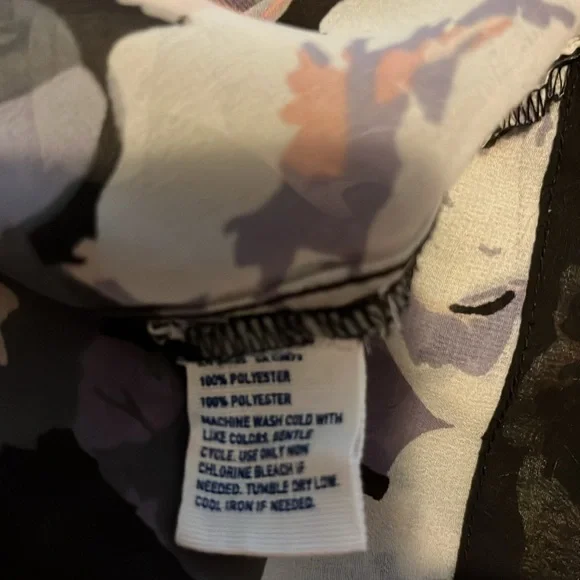 100% POLYESTER
100% POLYESTER
MACHINE WASH COLD WITH
LIKE COLORS, GENTLE
CYCLE. USE ONLY NON
CHLORINE BLEACH IF
NEEDED. TUMBLE DRY LOW.
COOL IRON IF NEEDED.